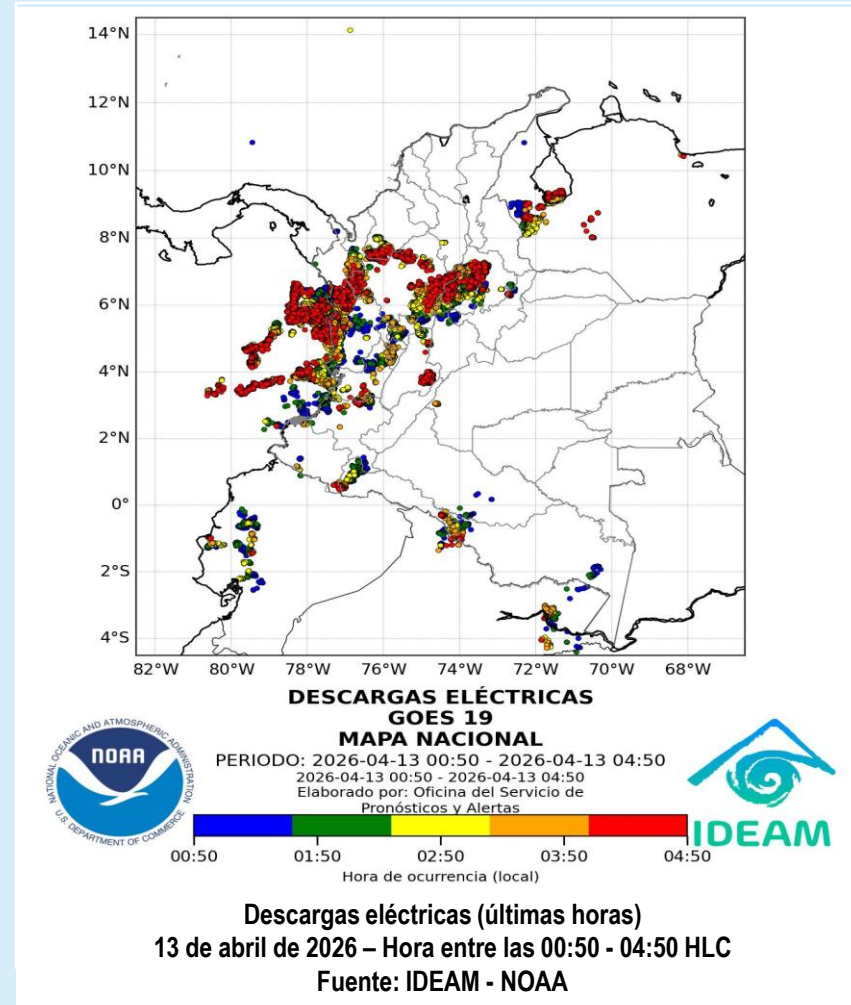 14°N
12°N
10°N
8°N
6°N
4°N
2°N
0°
2°S
4°S
82°W 80°W 78°W 76°W 74°W 72°W 70°W 68°W
DESCARGAS ELÉCTRICAS
GOES 19
MAPA NACIONAL
PERIODO: 2026-04-13 00:50 - 2026-04-13 04:50
2026-04-13 00:50 - 2026-04-13 04:50
Elaborado por: Oficina del Servicio de
Pronósticos y Alertas
NATIONAL OCEANIC AND ATMOSPHERIC ADMINISTRATION
NOAA
U.S. DEPARTMENT OF COMMERCE
IDEAM
00:50 01:50 02:50 03:50 04:50
Hora de ocurrencia (local)
Descargas eléctricas (últimas horas)
13 de abril de 2026 – Hora entre las 00:50 - 04:50 HLC
Fuente: IDEAM - NOAA